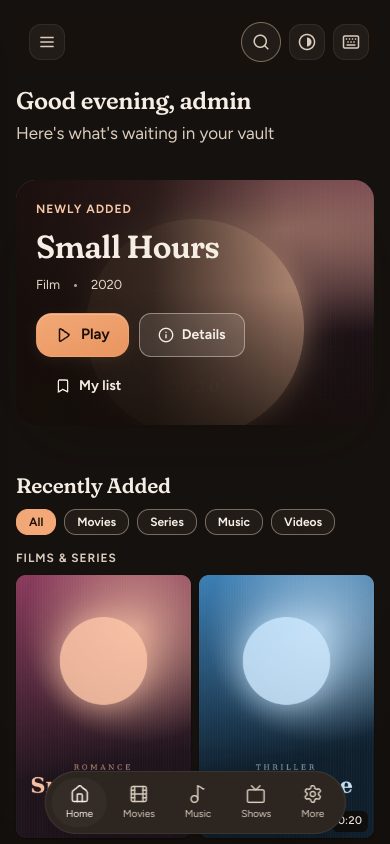 Good evening, admin
Here's what's waiting in your vault
NEWLY ADDED
Small Hours
Film • 2020
Play Details
My list
Recently Added
All Movies Series Music Videos
FILMS & SERIES
ROMANCE THRILLER
0:20
Home Movies Music Shows More